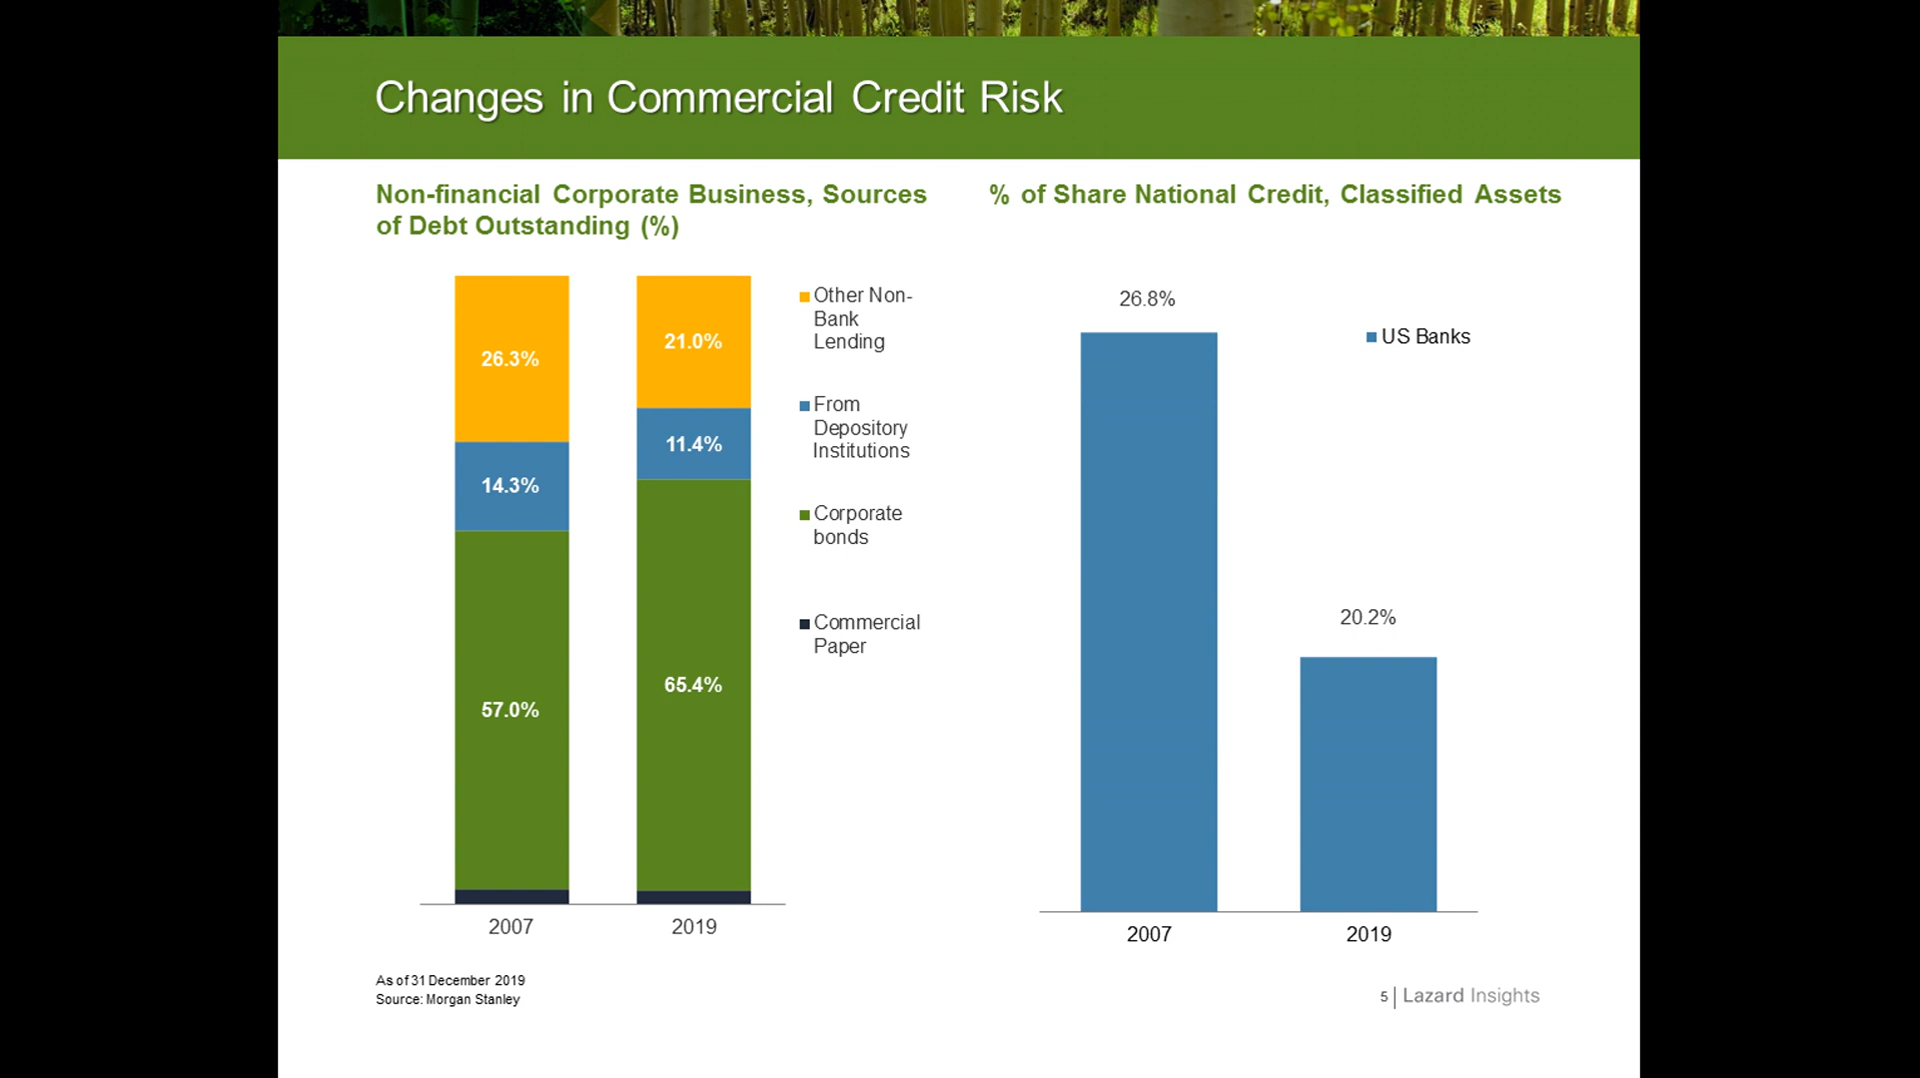 Changes in Commercial Credit Risk
Non-financial Corporate Business, Sources
of Debt Outstanding (%)
26.3%
14.3%
57.0%
21.0%
11.4%
65.4%
2007
2019
Other Non-
Bank
Lending
From
Depository
Institutions
Corporate
bonds
Commercial
Paper
% of Share National Credit, Classified Assets
26.8%
20.2%
US Banks
2007
2019
As of 31 December 2019
Source: Morgan Stanley
5 | Lazard Insights